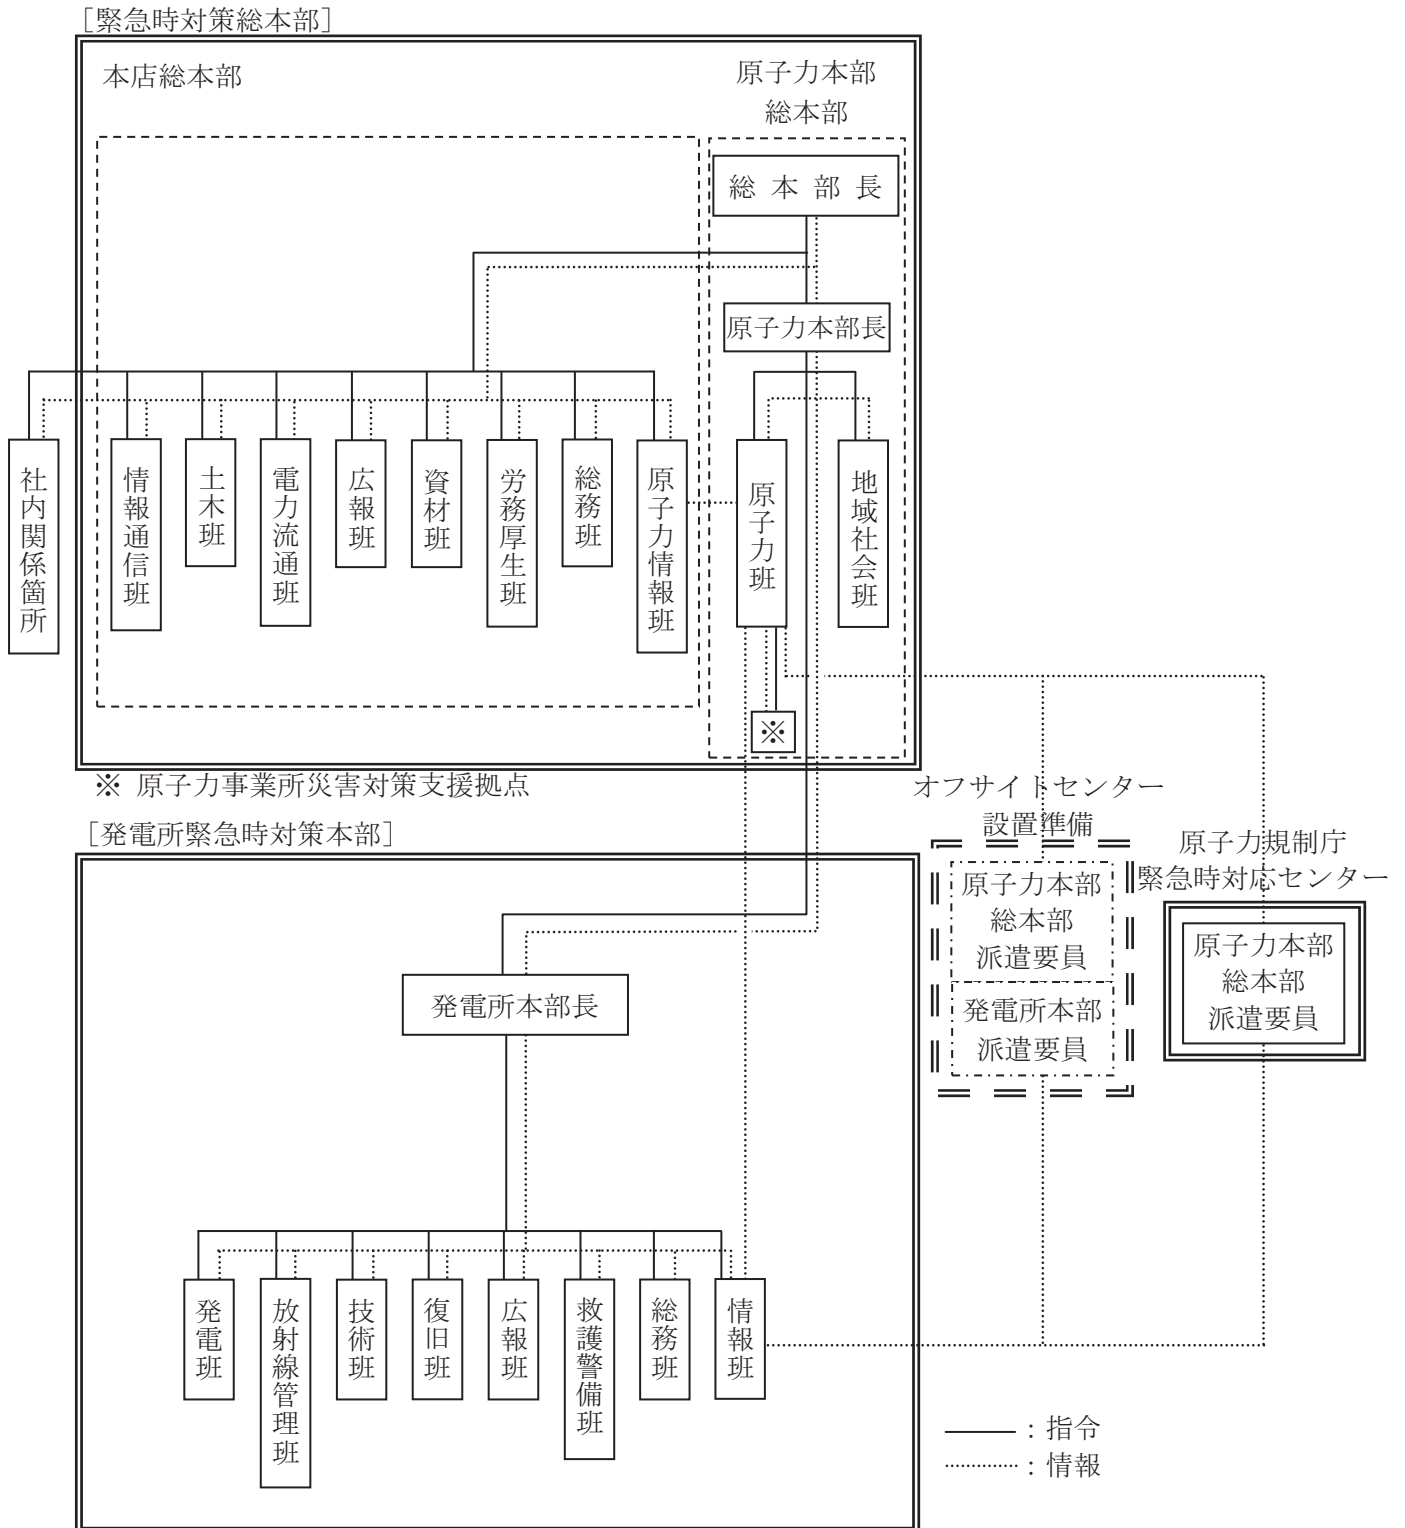 ［緊急時対策総本部］
本店総本部
原子力本部
総本部
総本部長
原子力本部長
社内関係箇所
情報通信班
土木班
電力流通班
広報班
資材班
労務厚生班
総務班
原子力情報班
原子力班
地域社会班
※
※ 原子力事業所災害対策支援拠点
オフサイトセンター
設置準備
原子力本部
総本部
派遣要員
発電所本部
派遣要員
原子力規制庁
緊急時対応センター
原子力本部
総本部
派遣要員
［発電所緊急時対策本部］
発電所本部長
発電班
放射線管理班
技術班
復旧班
広報班
救護警備班
総務班
情報班
：指令
：情報